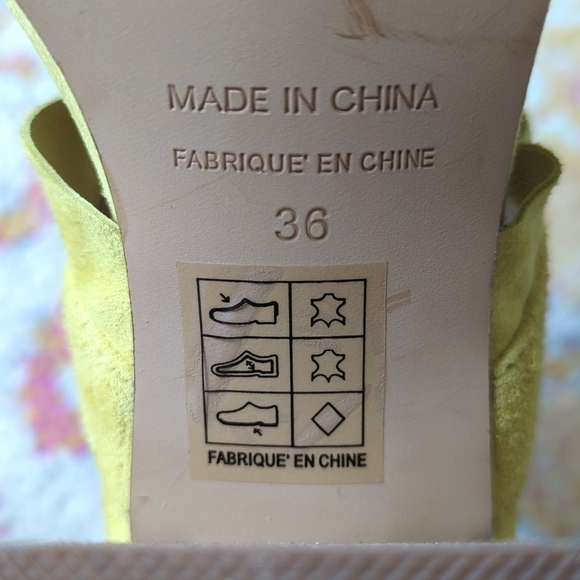 MADE IN CHINA
FABRIQUE' EN CHINE
36
FABRIQUE' EN CHINE